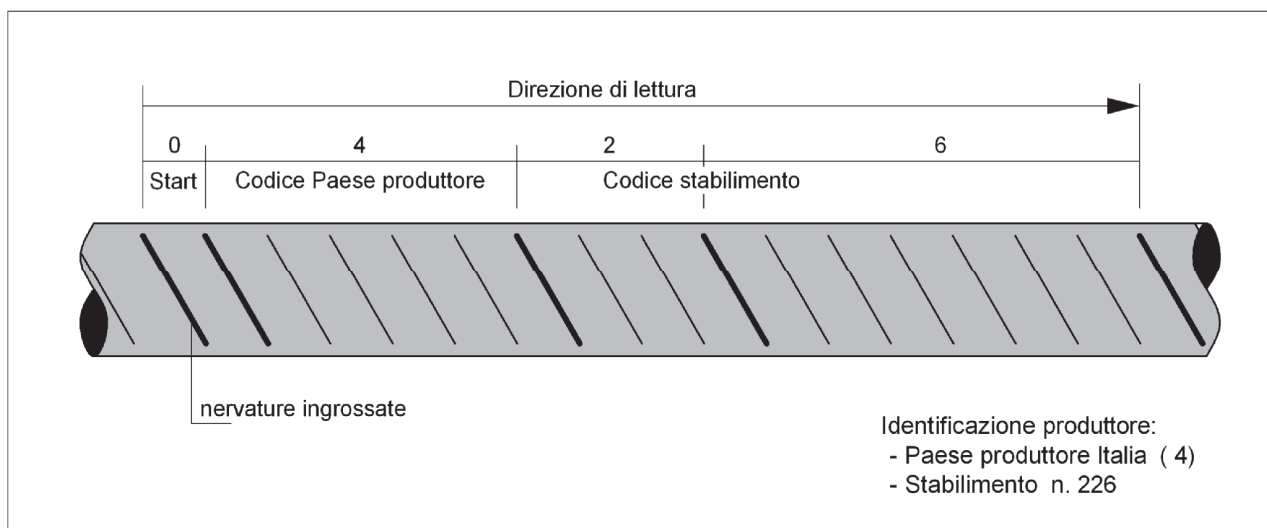 Direzione di lettura
0 4 2 6
Start Codice Paese produttore Codice stabilimento
nervature ingrossate
Identificazione produttore:
- Paese produttore Italia ( 4)
- Stabilimento n. 226